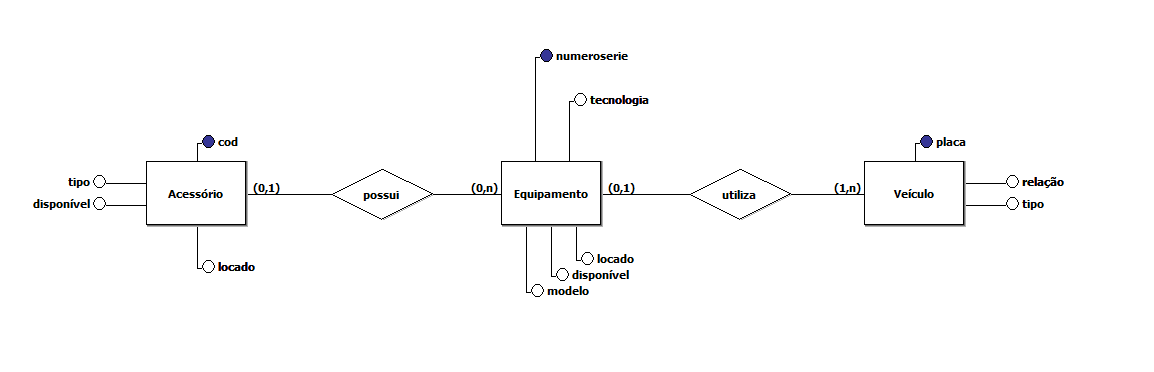 numeroserie
tecnologia
cod
placa
tipo
disponível
Acessório
(0,1)
possui
(0,n)
Equipamento
(0,1)
utiliza
(1,n)
Veículo
relação
tipo
locado
locado
disponível
modelo